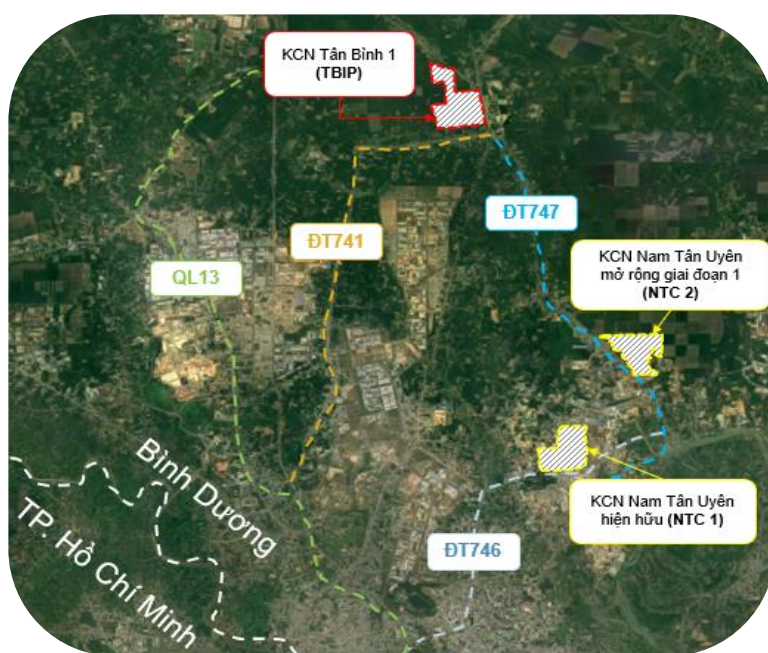 KCN Tân Bình 1
(TBIP)
ĐT747
ĐT741
KCN Nam Tân Uyên
mở rộng giai đoạn 1
(NTC 2)
QL13
Bình Dương
TP. Hồ Chí Minh
KCN Nam Tân Uyên
hiện hữu (NTC 1)
ĐT746